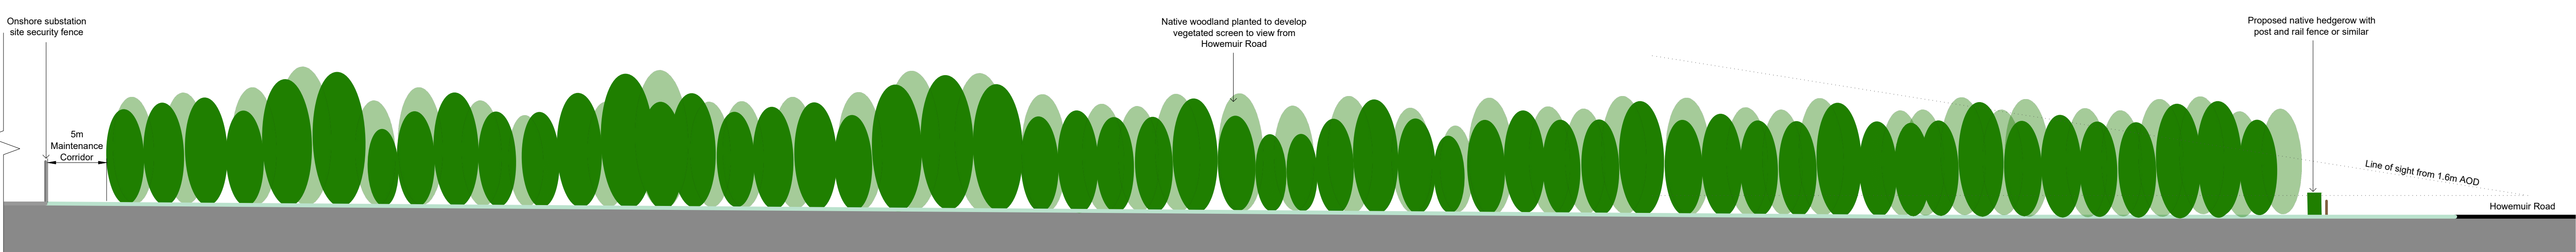 Onshore substation
site security fence
5m
Maintenance
Corridor
Native woodland planted to develop
vegetated screen to view from
Howemuir Road
Proposed native hedgerow with
post and rail fence or similar
Line of sight from 1.6m AOD
Howemuir Road